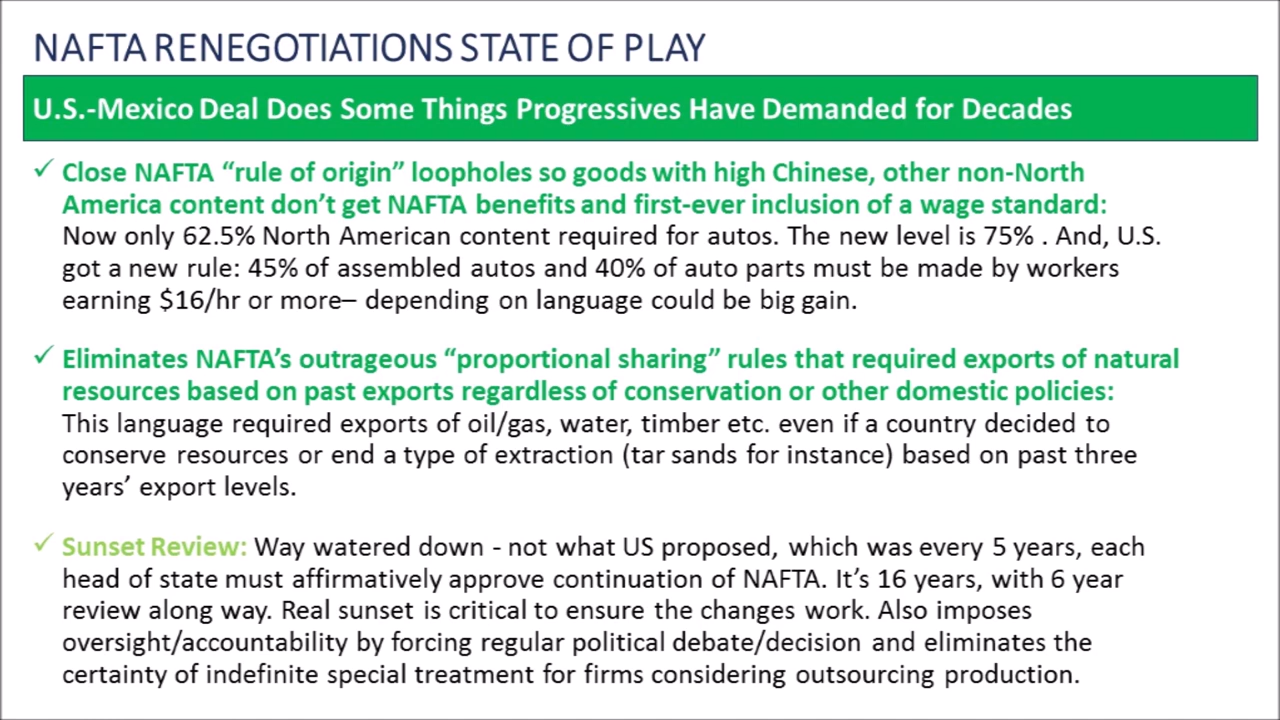 NAFTA RENEGOTIATIONS STATE OF PLAY
U.S.-Mexico Deal Does Some Things Progressives Have Demanded for Decades
✓ Close NAFTA “rule of origin” loopholes so goods with high Chinese, other non-North
America content don’t get NAFTA benefits and first-ever inclusion of a wage standard:
Now only 62.5% North American content required for autos. The new level is 75% . And, U.S.
got a new rule: 45% of assembled autos and 40% of auto parts must be made by workers
earning $16/hr or more– depending on language could be big gain.
✓ Eliminates NAFTA’s outrageous “proportional sharing” rules that required exports of natural
resources based on past exports regardless of conservation or other domestic policies:
This language required exports of oil/gas, water, timber etc. even if a country decided to
conserve resources or end a type of extraction (tar sands for instance) based on past three
years’ export levels.
✓ Sunset Review: Way watered down - not what US proposed, which was every 5 years, each
head of state must affirmatively approve continuation of NAFTA. It’s 16 years, with 6 year
review along way. Real sunset is critical to ensure the changes work. Also imposes
oversight/accountability by forcing regular political debate/decision and eliminates the
certainty of indefinite special treatment for firms considering outsourcing production.